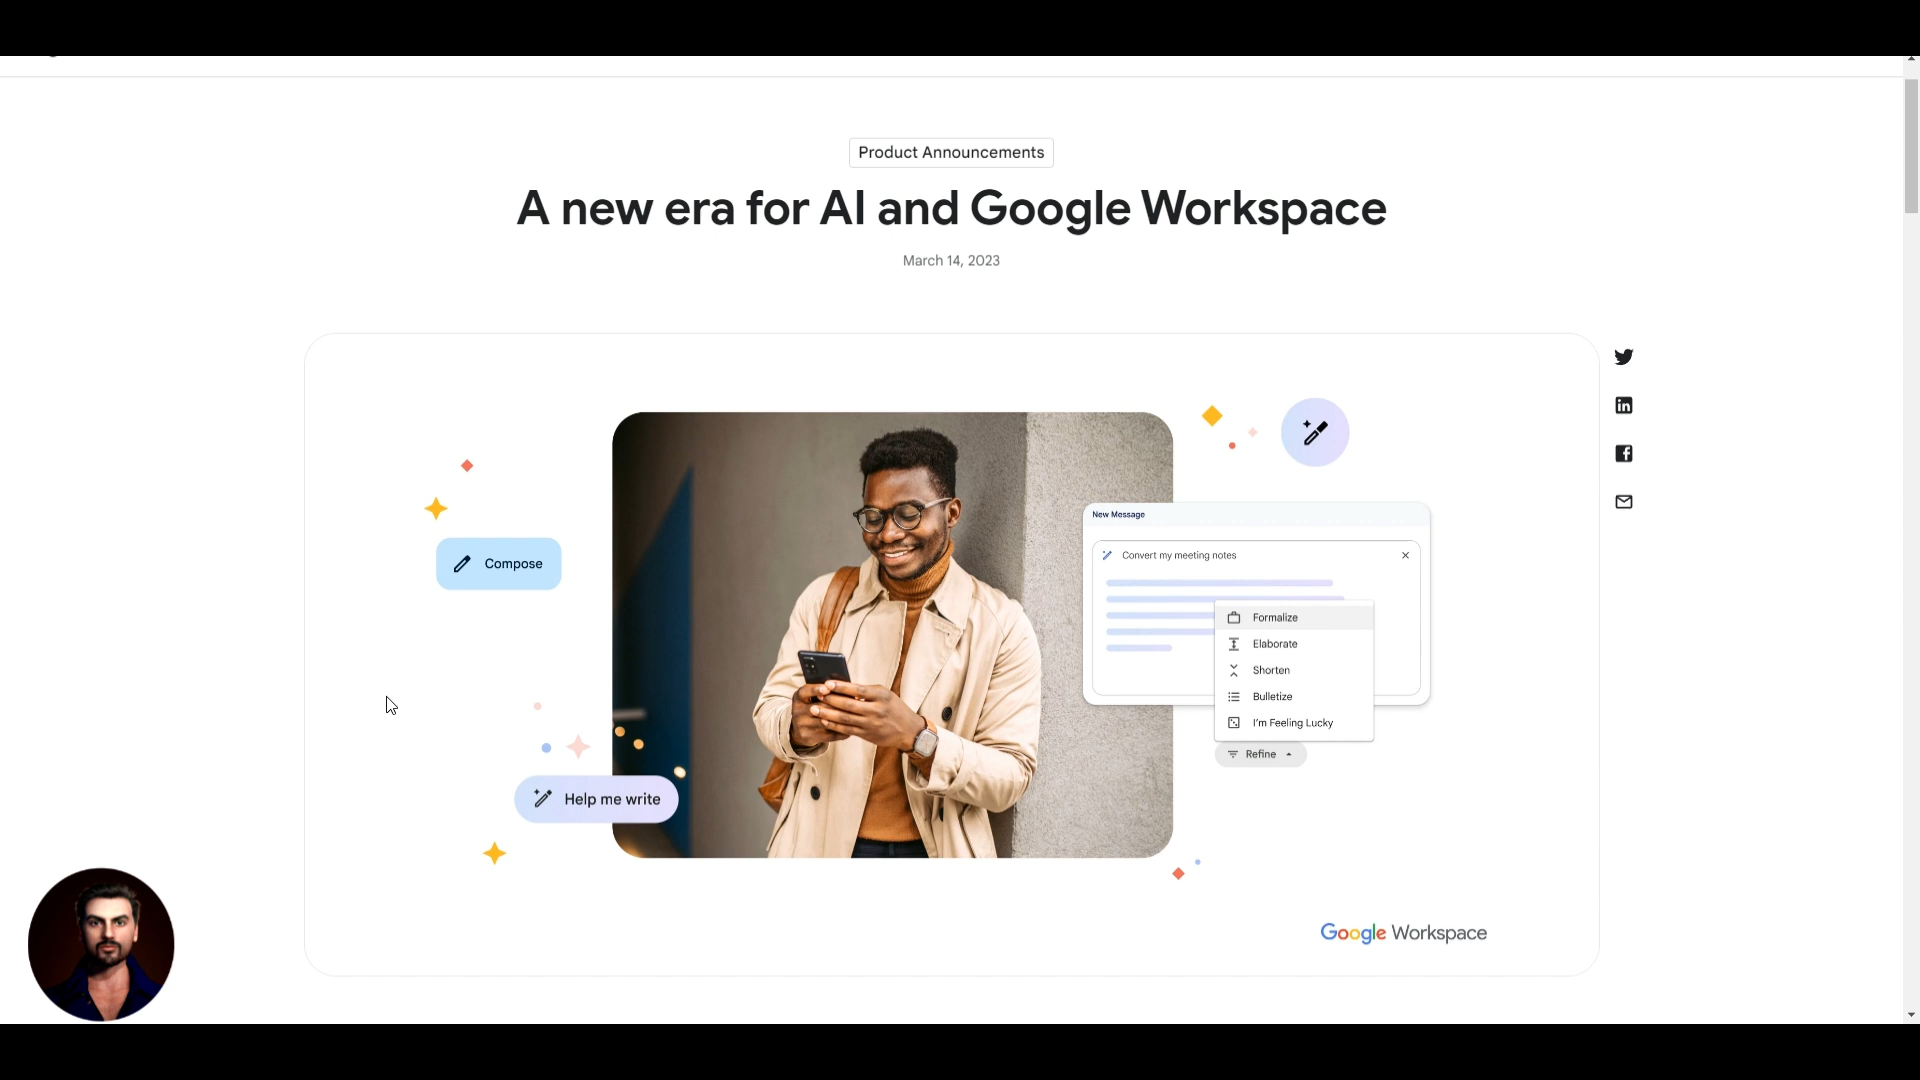 Product Announcements
A new era for AI and Google Workspace
March 14, 2023
New Message
Convert my meeting notes
Compose
Formalize
Elaborate
Shorten
Bulletize
I'm Feeling Lucky
Refine
Help me write
Google Workspace